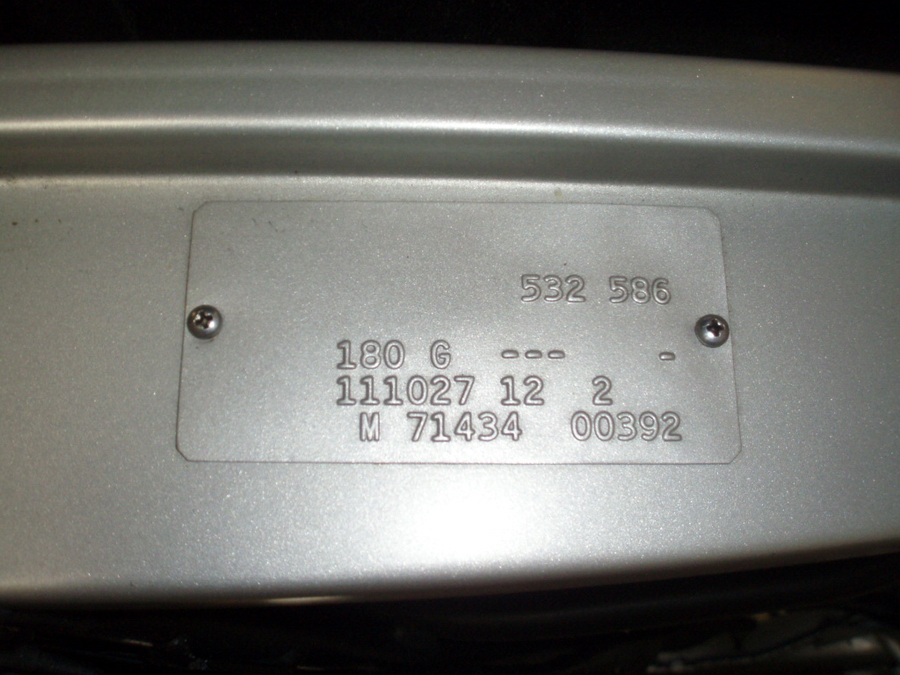 532 586
180 G --- -
111027 12 2
M 71434 00392